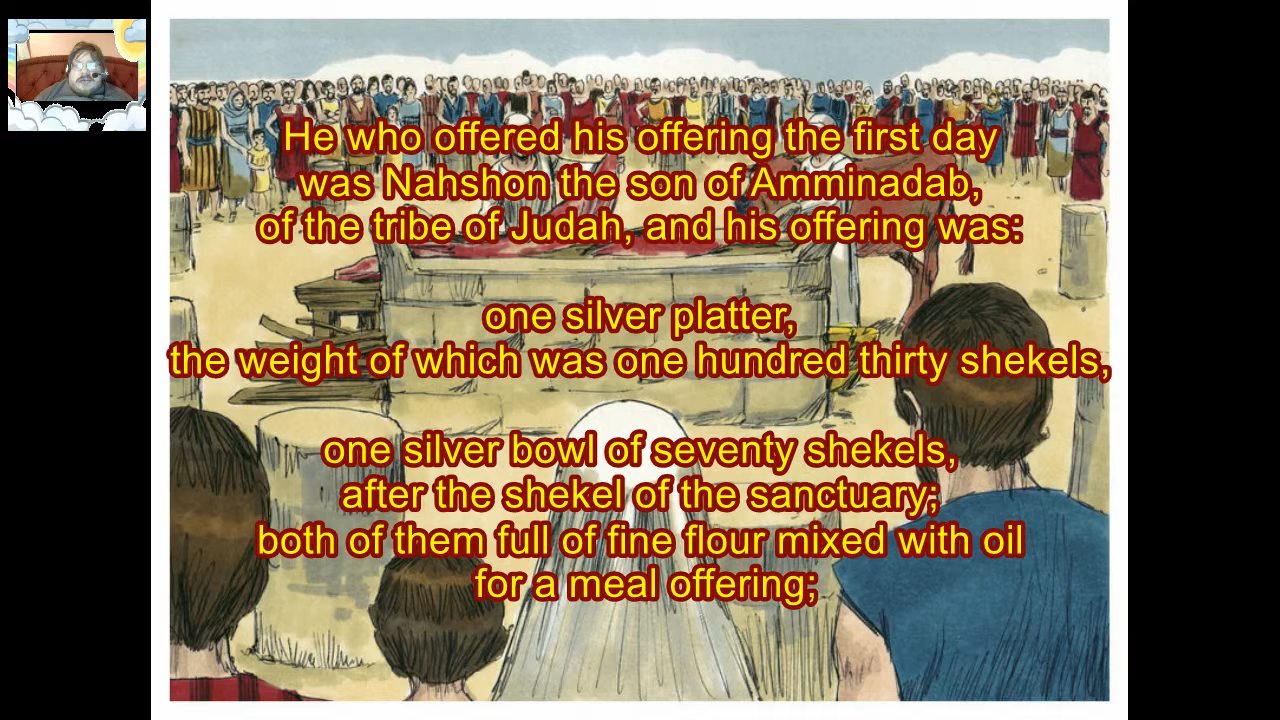 He who offered his offering the first day
was Nahshon the son of Amminadab,
of the tribe of Judah, and his offering was:
one silver platter,
the weight of which was one hundred thirty shekels,
one silver bowl of seventy shekels,
after the shekel of the sanctuary;
both of them full of fine flour mixed with oil
for a meal offering;